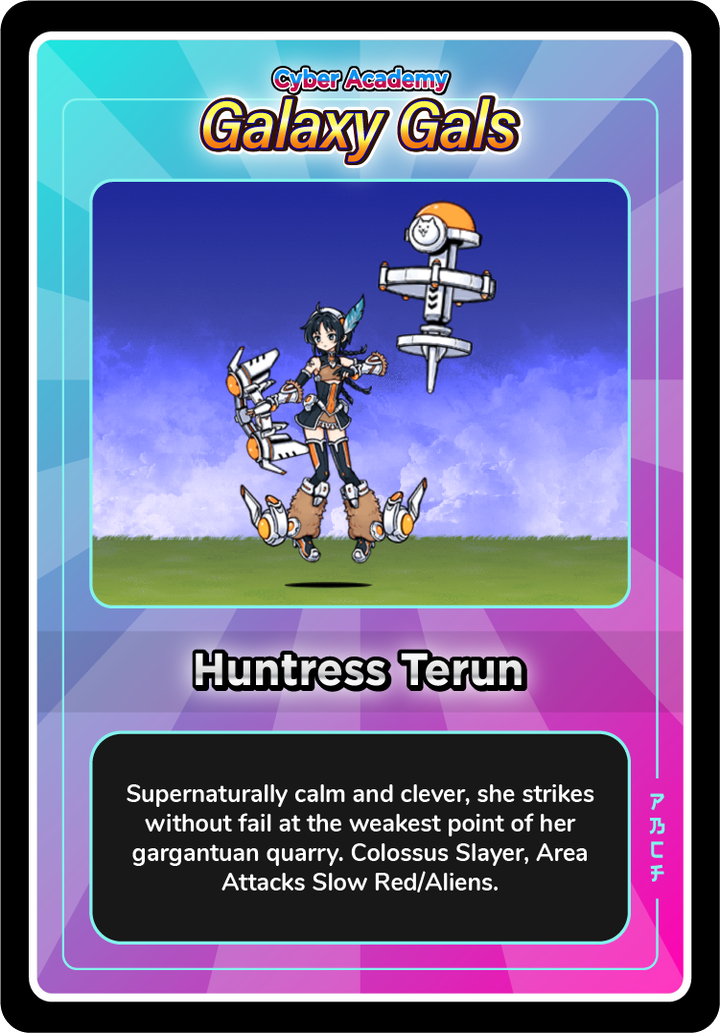 Cyber Academy
Galaxy Gals
Huntress Terun
Supernaturally calm and clever, she strikes
without fail at the weakest point of her
gargantuan quarry. Colossus Slayer, Area
Attacks Slow Red/Aliens.